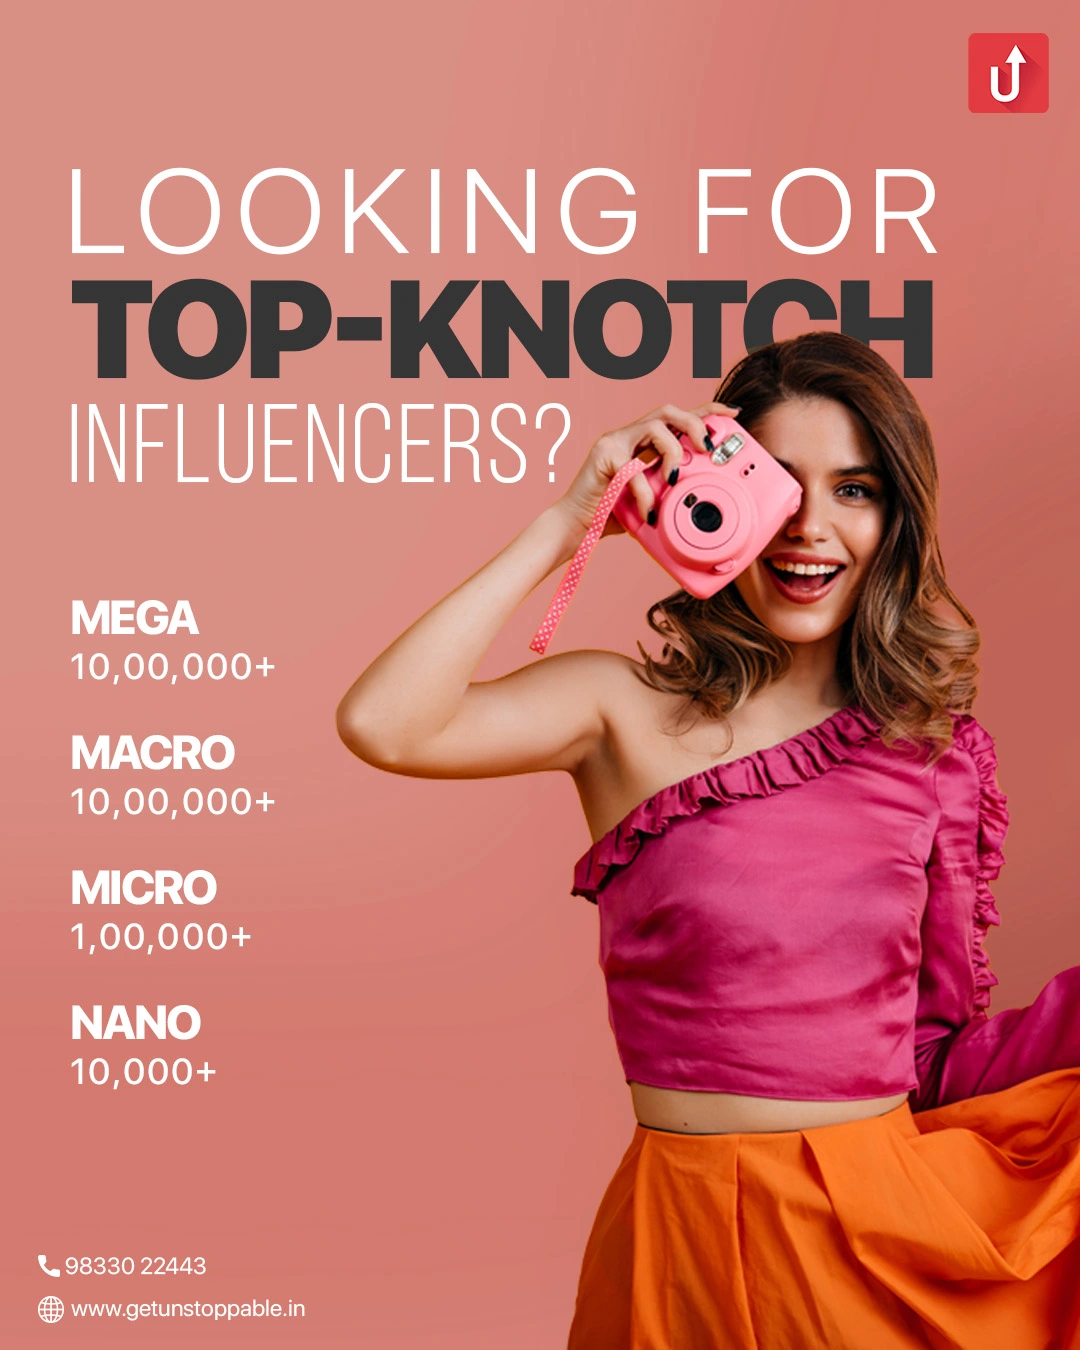 LOOKING FOR
TOP-KNOTCH
INFLUENCERS?
MEGA
10,00,000+
MACRO
10,00,000+
MICRO
1,00,000+
NANO
10,000+
98330 22443
www.getunstoppable.in